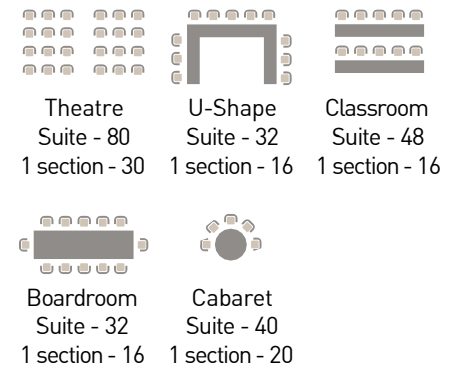 Theatre
Suite - 80
1 section - 30
U-Shape
Suite - 32
1 section - 16
Classroom
Suite - 48
1 section - 16
Boardroom
Suite - 32
1 section - 16
Cabaret
Suite - 40
1 section - 20